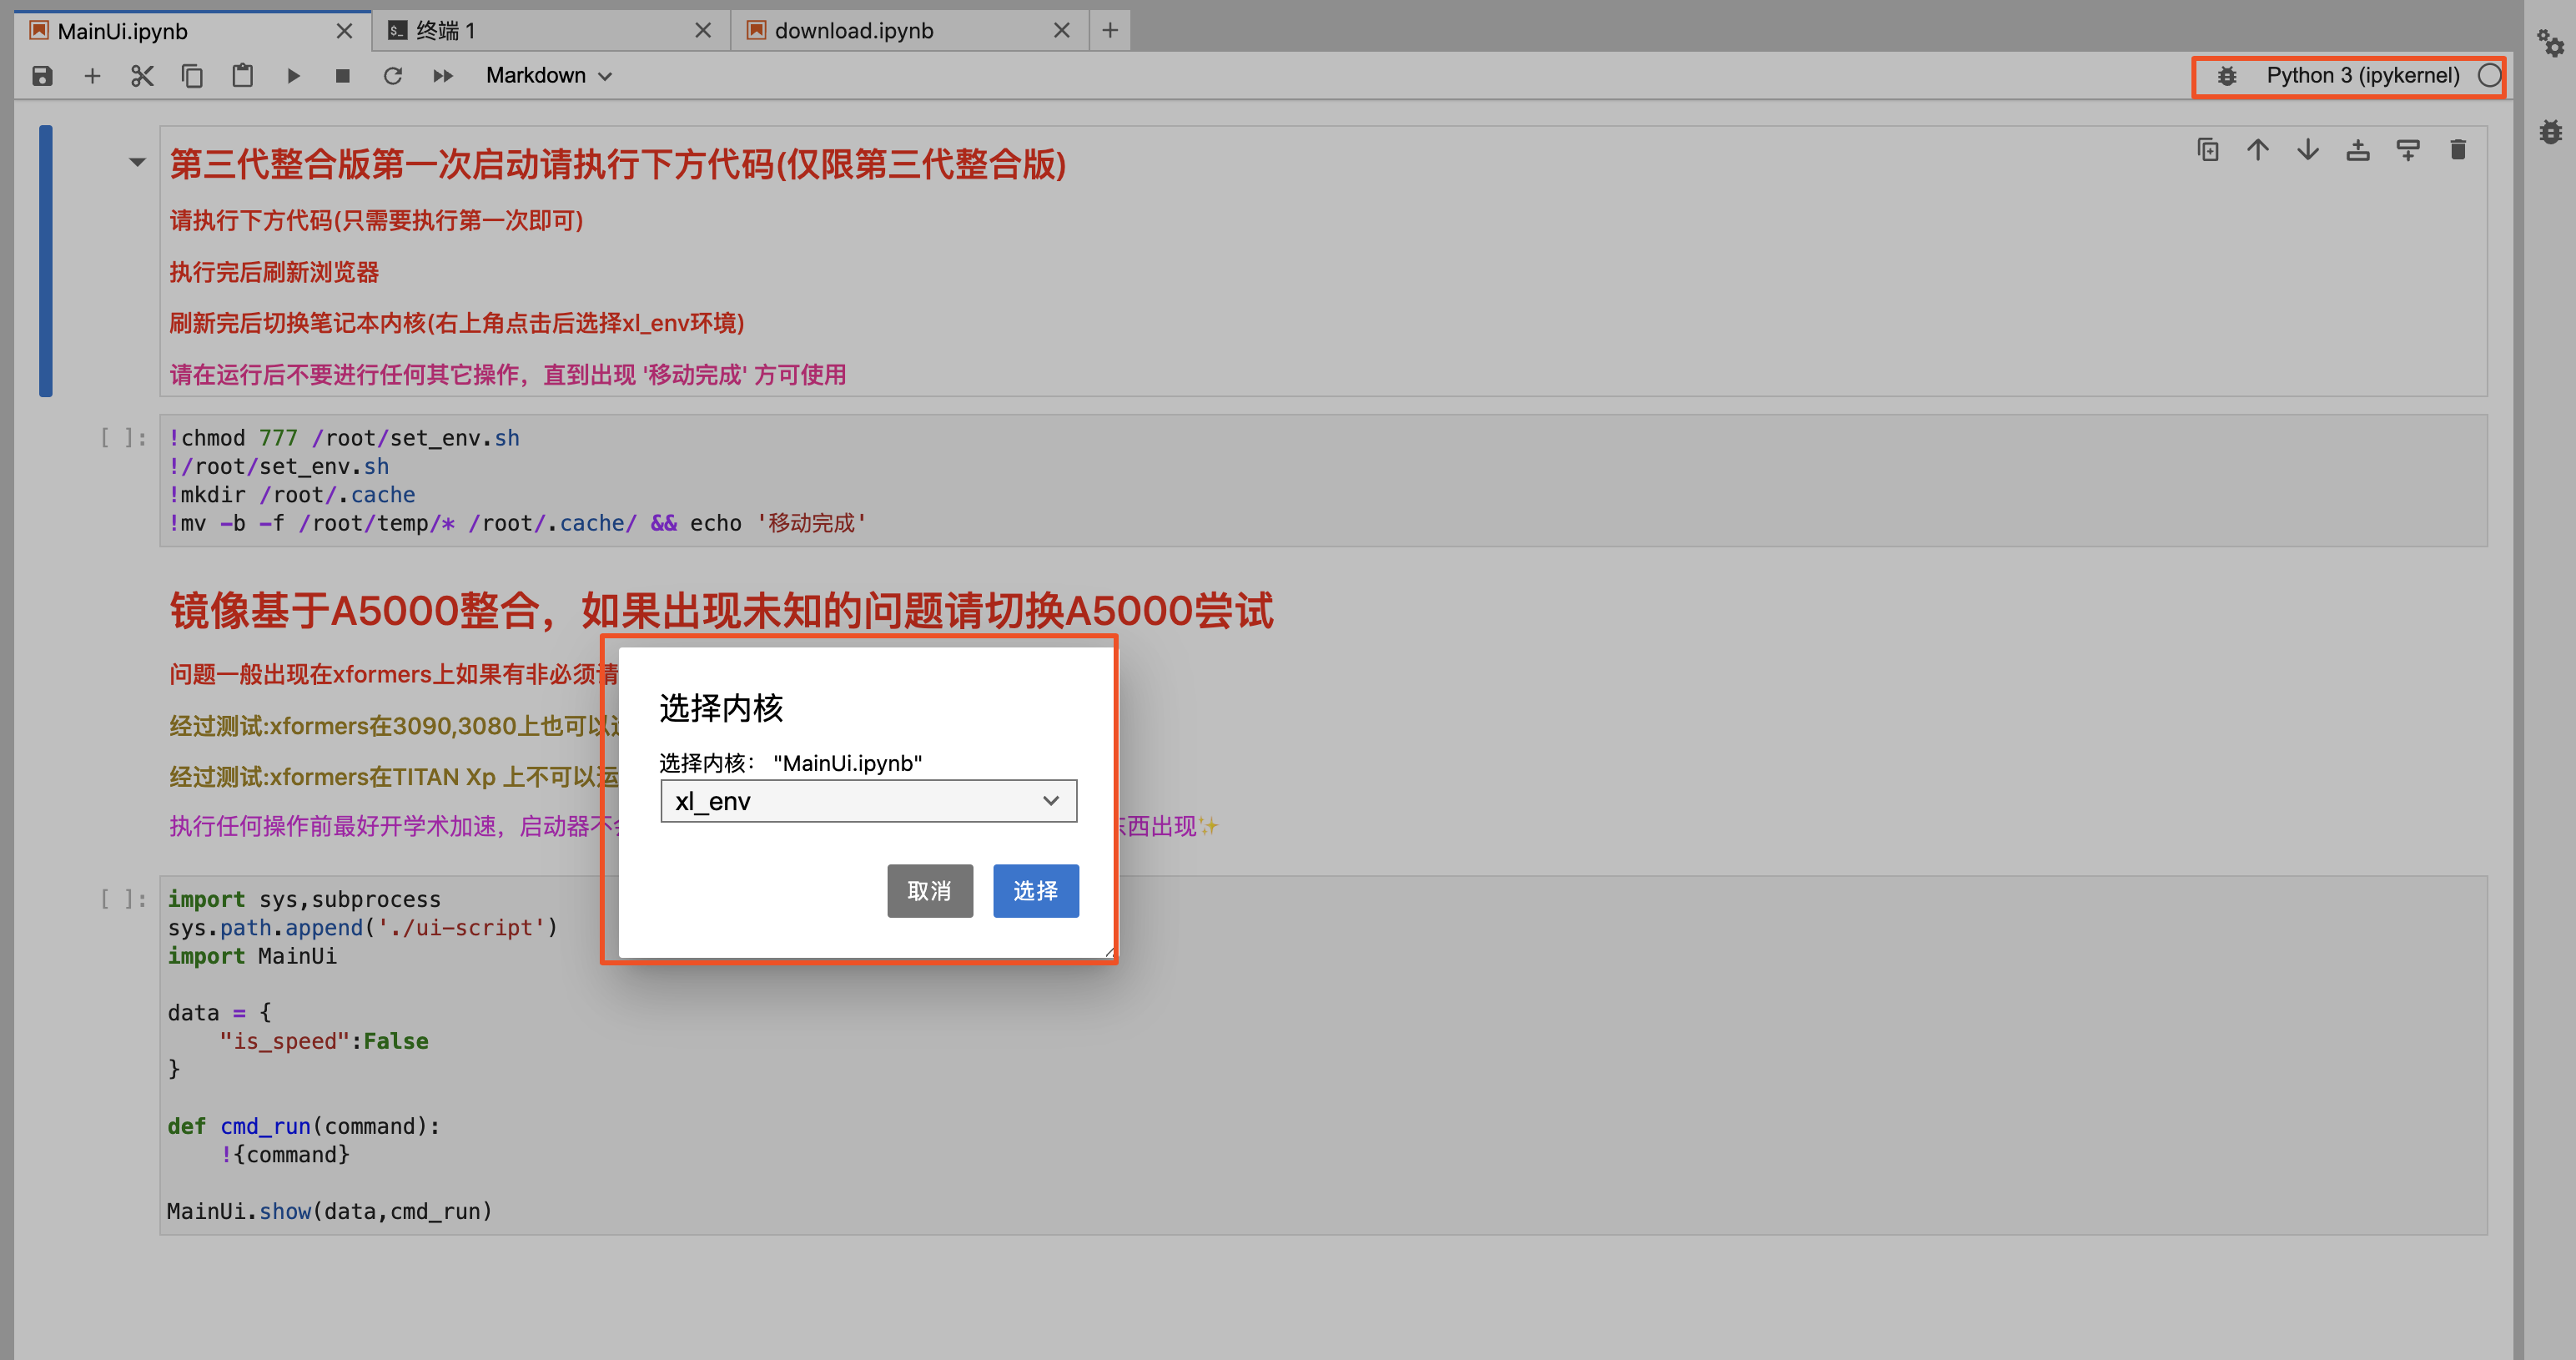 MainUi.ipynb
终端 1
download.ipynb
Markdown
Python 3 (ipykernel)
第三代整合版第一次启动请执行下方代码(仅限第三代整合版)
请执行下方代码(只需要执行第一次即可)
执行完后刷新浏览器
刷新完后切换笔记本内核(右上角点击后选择xl_env环境)
请在运行后不要进行任何其它操作，直到出现 '移动完成' 方可使用
[ ]:
!chmod 777 /root/set_env.sh
!/root/set_env.sh
!mkdir /root/.cache
!mv -b -f /root/temp/* /root/.cache/ && echo '移动完成'
镜像基于A5000整合，如果出现未知的问题请切换A5000尝试
问题一般出现在xformers上如果有非必须请
经过测试:xformers在3090,3080上也可以
经过测试:xformers在TITAN Xp 上不可以运
执行任何操作前最好开学术加速，启动器不 东西出现✨
选择内核
选择内核： "MainUi.ipynb"
xl_env
取消 选择
[ ]:
import sys,subprocess
sys.path.append('./ui-script')
import MainUi
data = {
    "is_speed":False
}
def cmd_run(command):
    !{command}
MainUi.show(data,cmd_run)